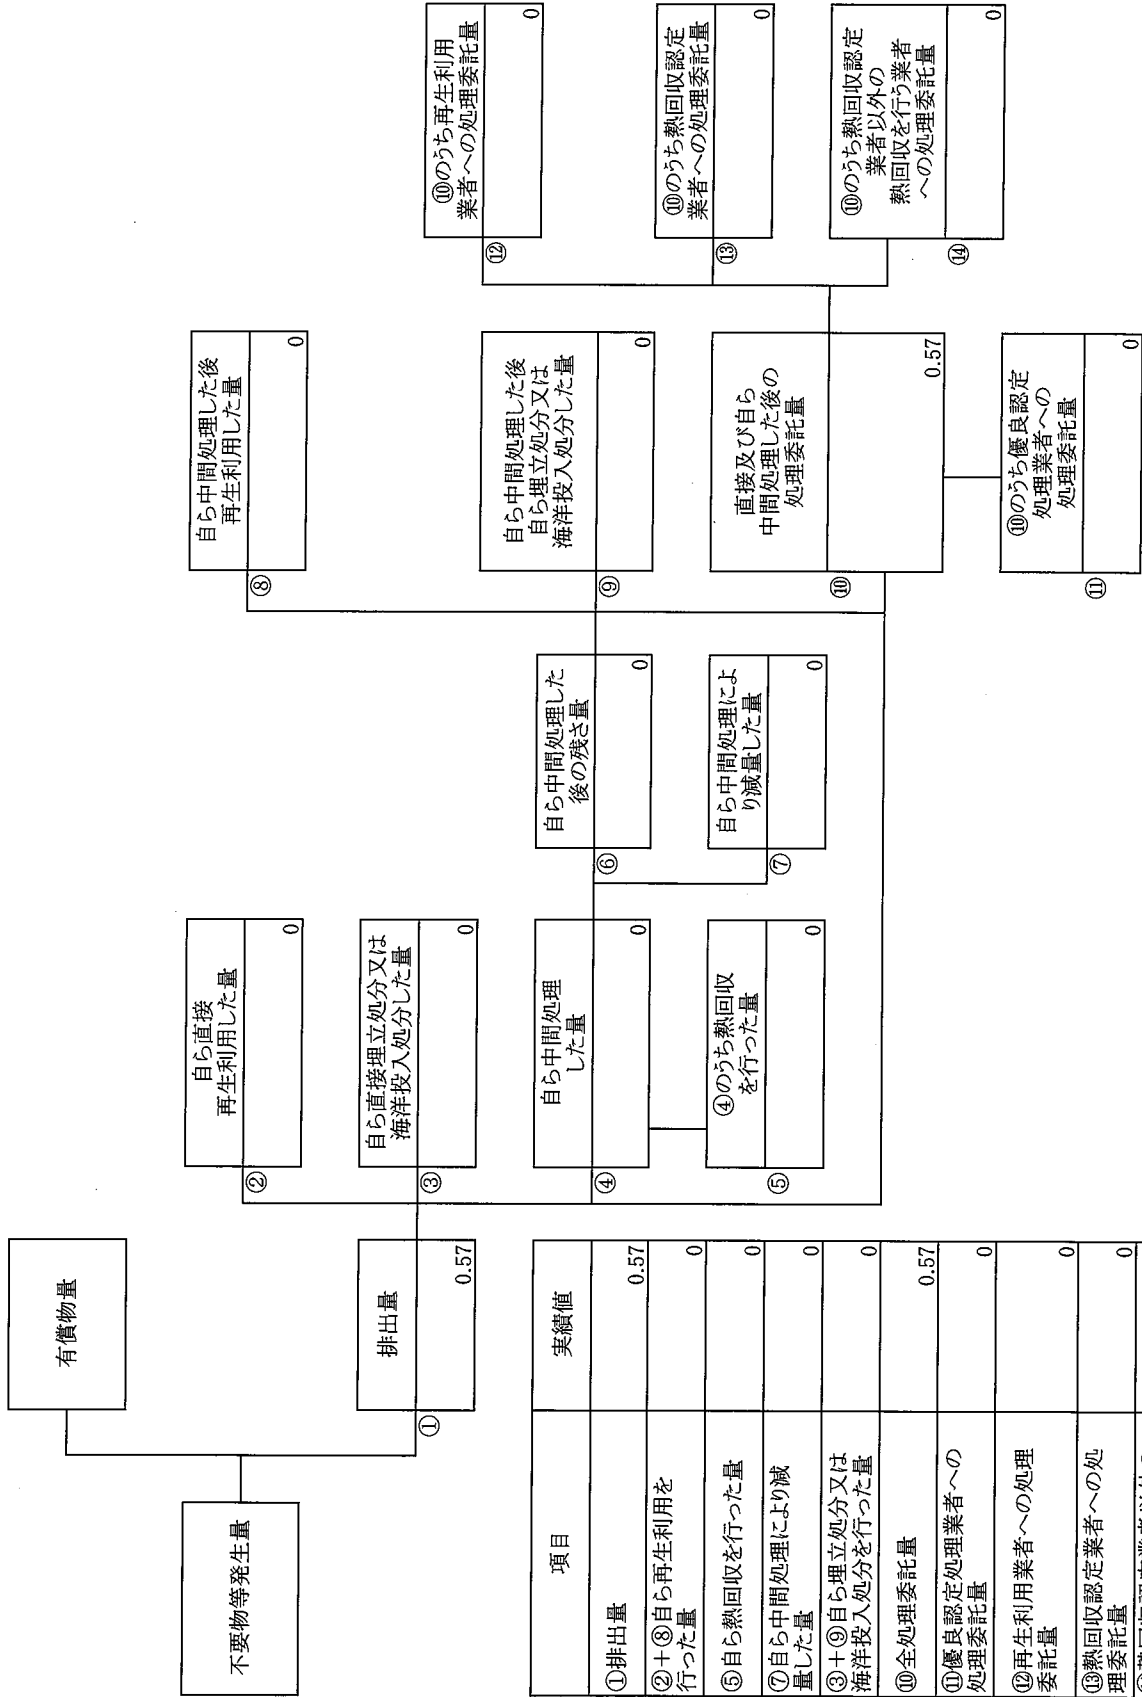 不要物等発生量
有償物量
①
排出量
0.57
②
自ら直接
再生利用した量
0
③
自ら直接埋立処分又は
海洋投入処分した量
0
④
自ら中間処理
した量
0
⑤
④のうち熱回収
を行った量
0
⑥
自ら中間処理した
後の残さ量
0
⑦
自ら中間処理によ
り減量した量
0
⑧
自ら中間処理した後
再生利用した量
0
⑨
自ら中間処理した後
自ら埋立処分又は
海洋投入処分した量
0
⑩
直接及び自ら
中間処理した後の
処理委託量
0.57
⑪
⑩のうち優良認定
処理業者への
処理委託量
0
⑫
⑩のうち再生利用
業者への処理委託量
0
⑬
⑩のうち熱回収認定
業者への処理委託量
0
⑭
⑩のうち熱回収認定
業者以外の
熱回収を行う業者
への処理委託量
0
項目 実績値
①排出量 0.57
②+⑧自ら再生利用を
行った量 0
⑤自ら熱回収を行った量 0
⑦自ら中間処理により減
量した量 0
③+⑨自ら埋立処分又は
海洋投入処分を行った量 0
⑩全処理委託量 0.57
⑪優良認定処理業者への
処理委託量 0
⑫再生利用業者への処理
委託量 0
⑬熱回収認定業者への処
理委託量 0